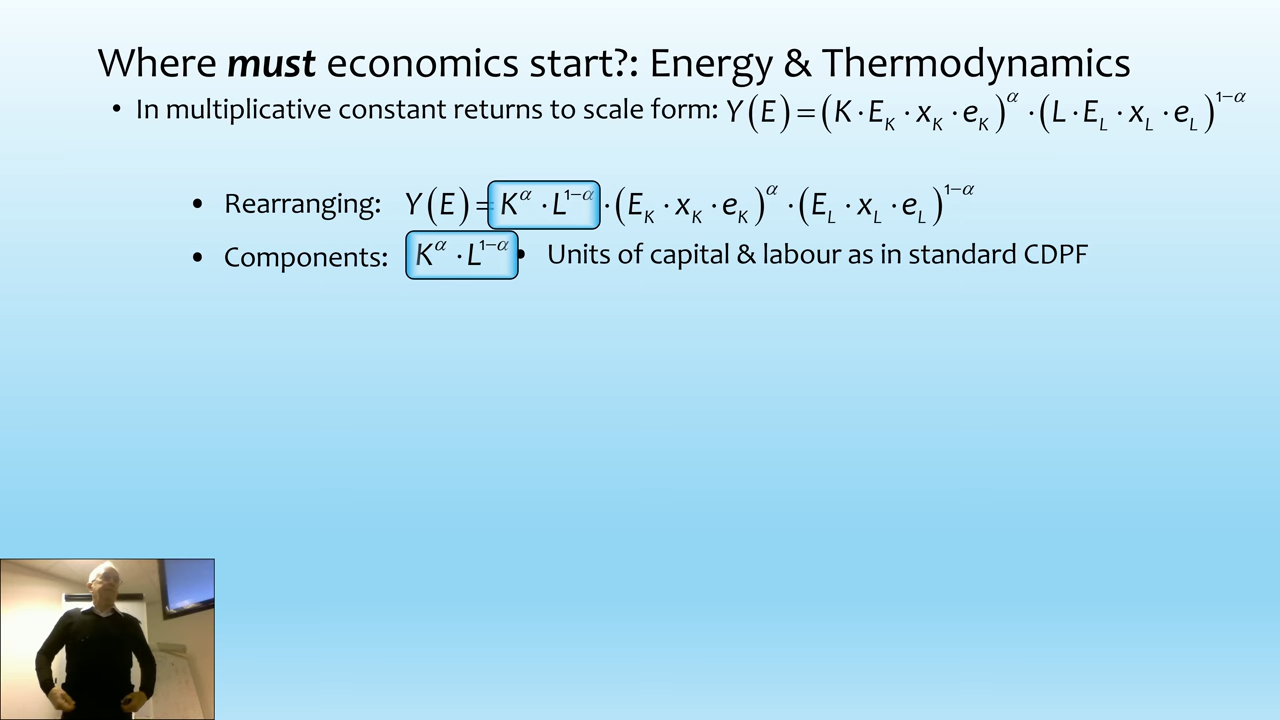 Where must economics start?: Energy & Thermodynamics
• In multiplicative constant returns to scale form: Y(E)=(K·E_K·x_K·e_K)^α·(L·E_L·x_L·e_L)^{1−α}
• Rearranging: Y(E)=K^α·L^{1−α}·(E_K·x_K·e_K)^α·(E_L·x_L·e_L)^{1−α}
• Components: K^α·L^{1−α} • Units of capital & labour as in standard CDPF